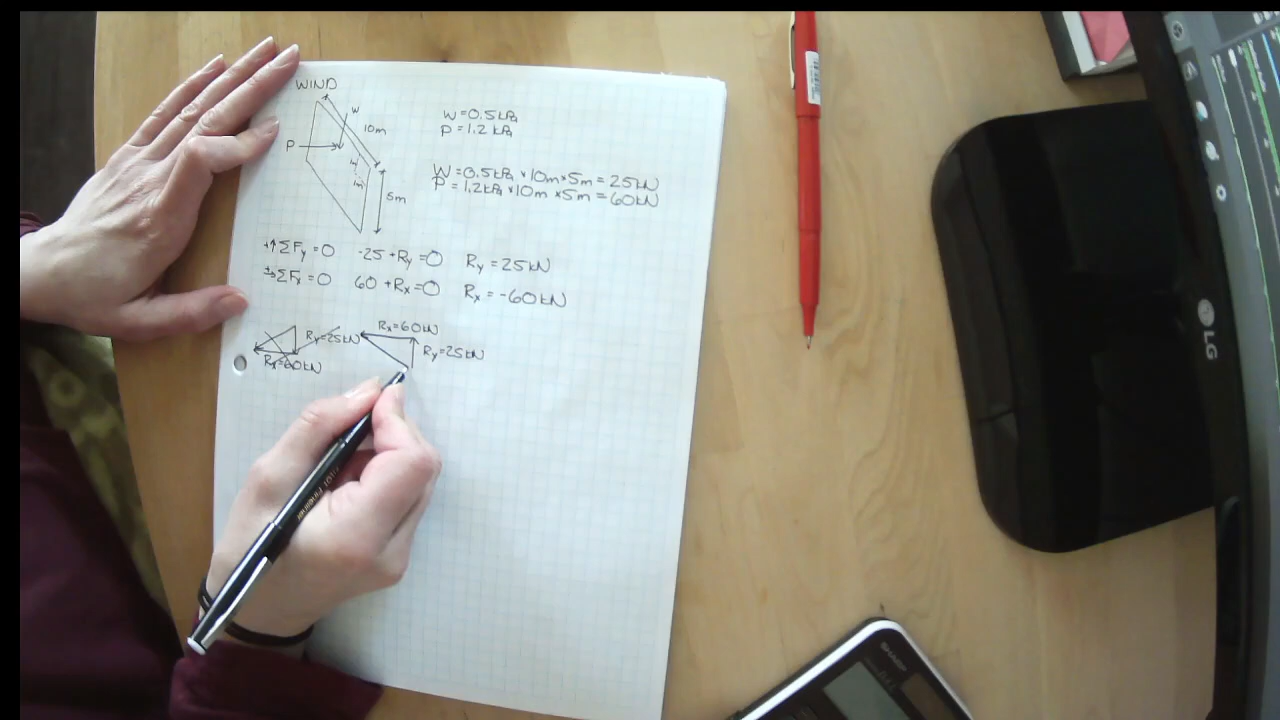 WIND
W
10m
P
1m
5m
W = 0.5 kPa
P = 1.2 kPa
W = 0.5 kPa × 10m × 5m = 25 kN
P = 1.2 kPa × 10m × 5m = 60 kN
+↑ΣFy = 0 -25 + Ry = 0 Ry = 25 kN
+→ΣFx = 0 60 + Rx = 0 Rx = -60 kN
Rx=60kN
Ry=25kN
Ry=25kN
Rx=60kN
LG
SHARP